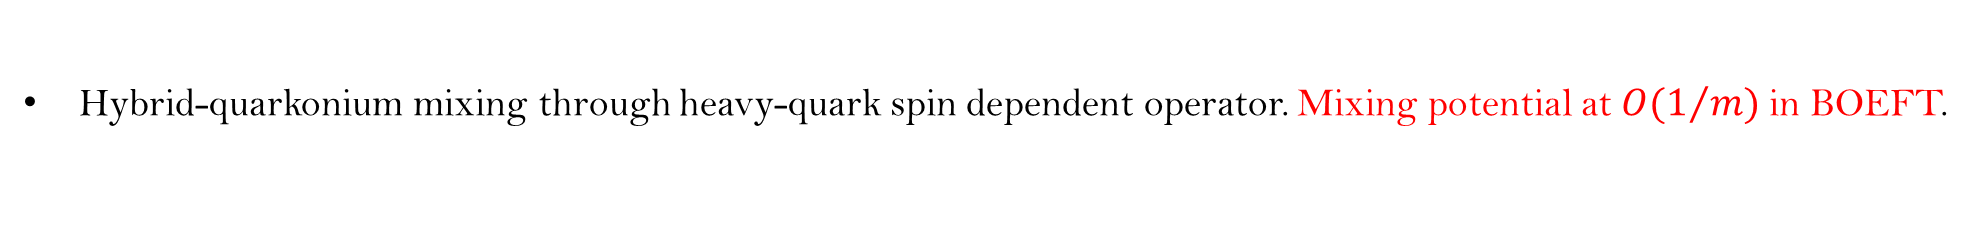 • Hybrid-quarkonium mixing through heavy-quark spin dependent operator. Mixing potential at O(1/m) in BOEFT.